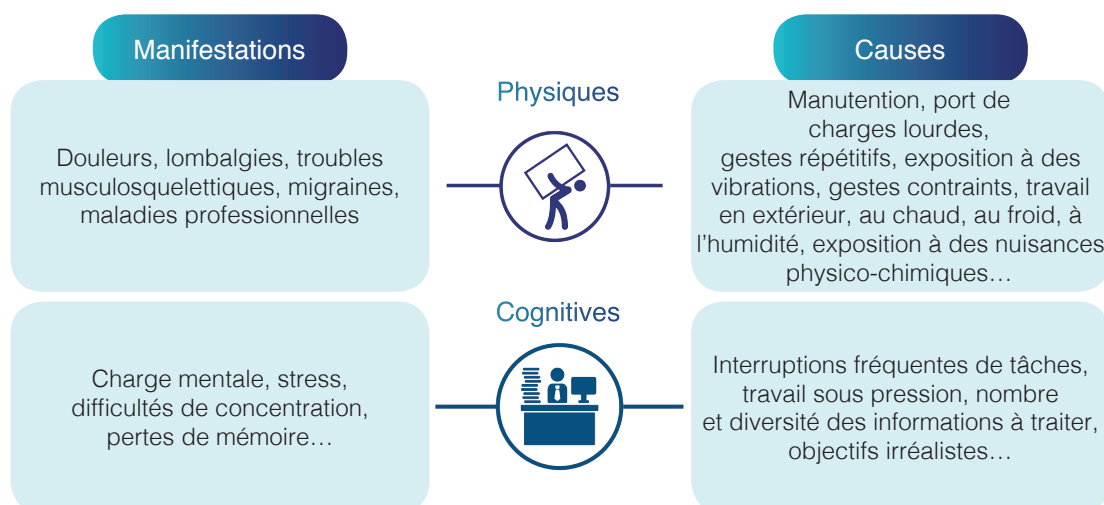 Manifestations
Causes
Physiques
Douleurs, lombalgies, troubles
musculosquelettiques, migraines,
maladies professionnelles
Manutention, port de
charges lourdes,
gestes répétitifs, exposition à des
vibrations, gestes contraints, travail
en extérieur, au chaud, au froid, à
l’humidité, exposition à des nuisances
physico-chimiques…
Cognitives
Charge mentale, stress,
difficultés de concentration,
pertes de mémoire…
Interruptions fréquentes de tâches,
travail sous pression, nombre
et diversité des informations à traiter,
objectifs irréalistes…